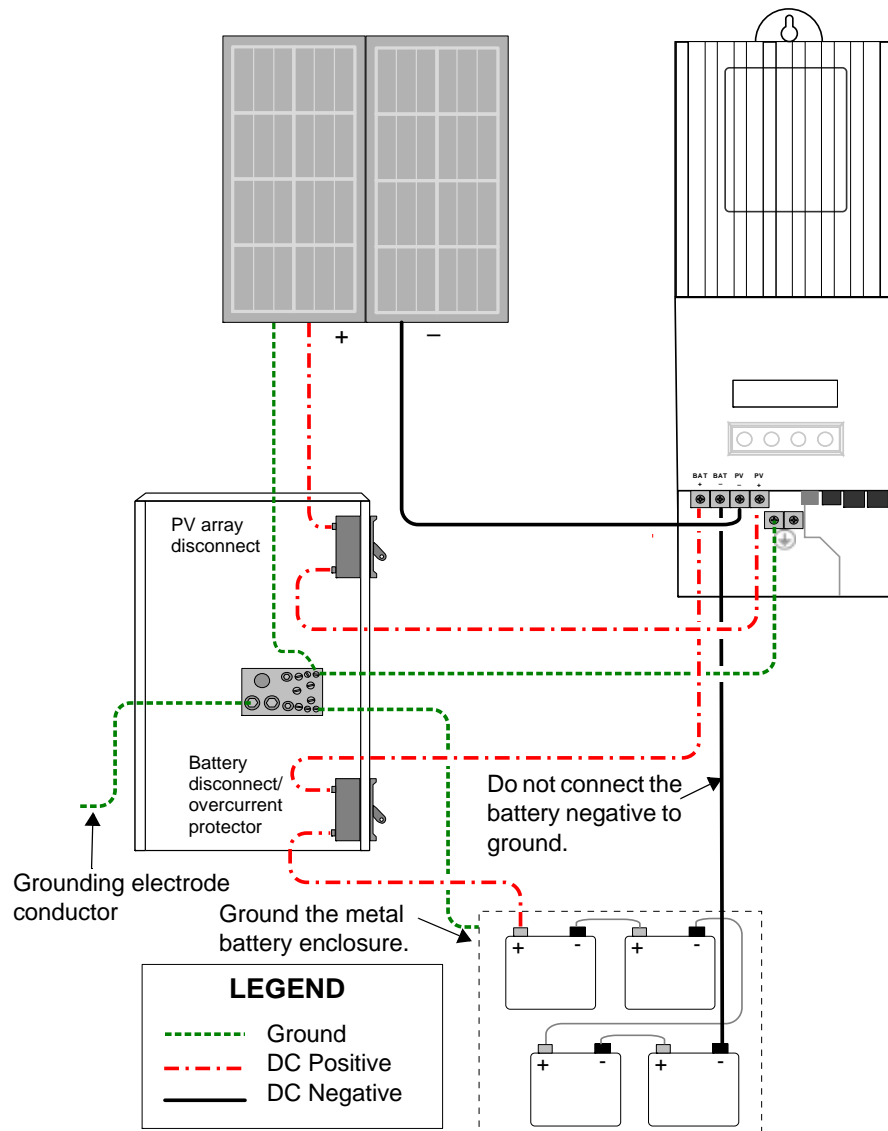 + −
BAT BAT PV PV
+ − − +
PV array
disconnect
Battery
disconnect/
overcurrent
protector
Do not connect the
battery negative to
ground.
Grounding electrode
conductor
Ground the metal
battery enclosure.
+ - + -
+ - + -
LEGEND
Ground
DC Positive
DC Negative